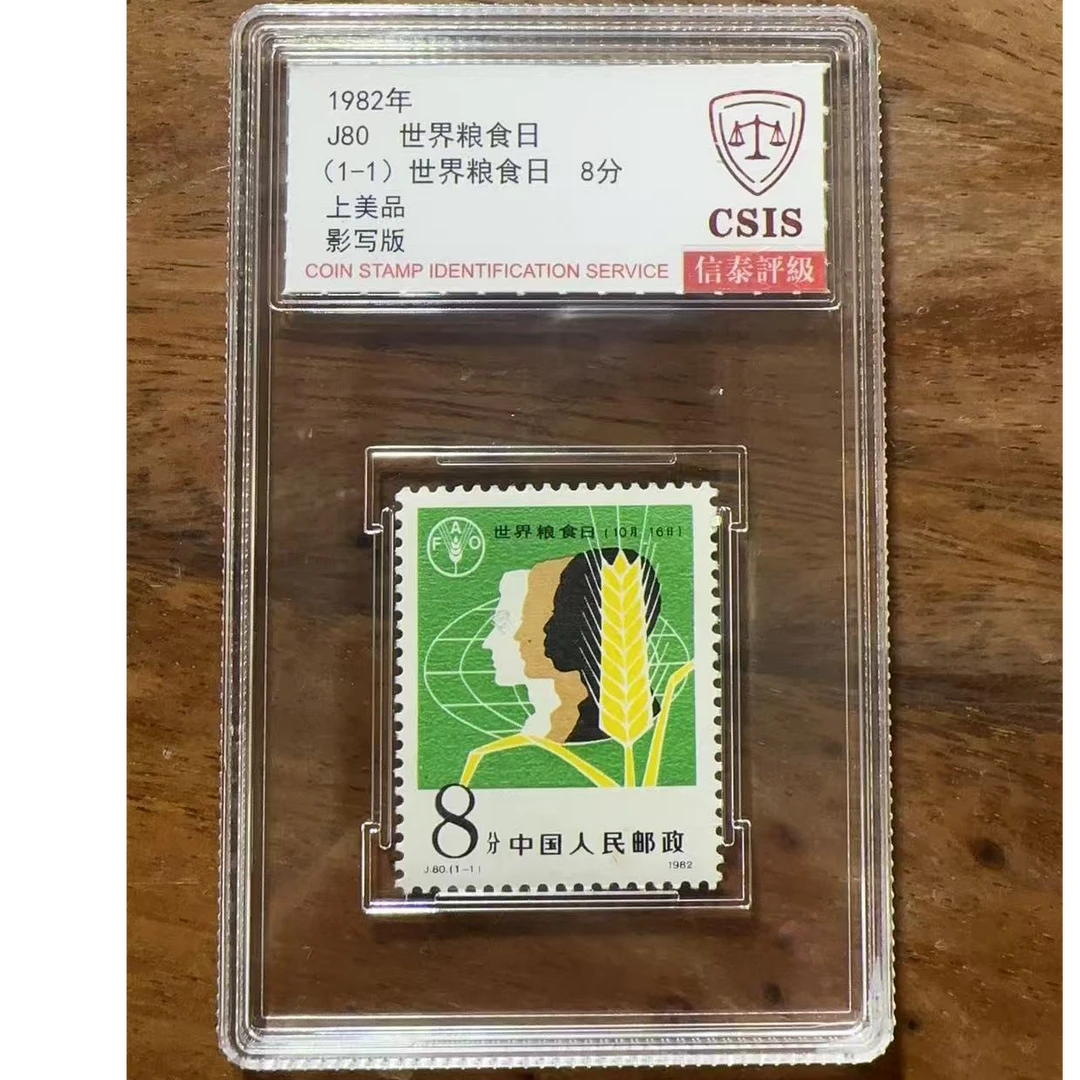 1982年
J80 世界粮食日
(1-1) 世界粮食日 8分
上美品
影写版
CSIS
COIN STAMP IDENTIFICATION SERVICE
信泰評級
F A O
世界粮食日(10月16日)
8分 中国人民邮政
J.80.(1-1)
1982